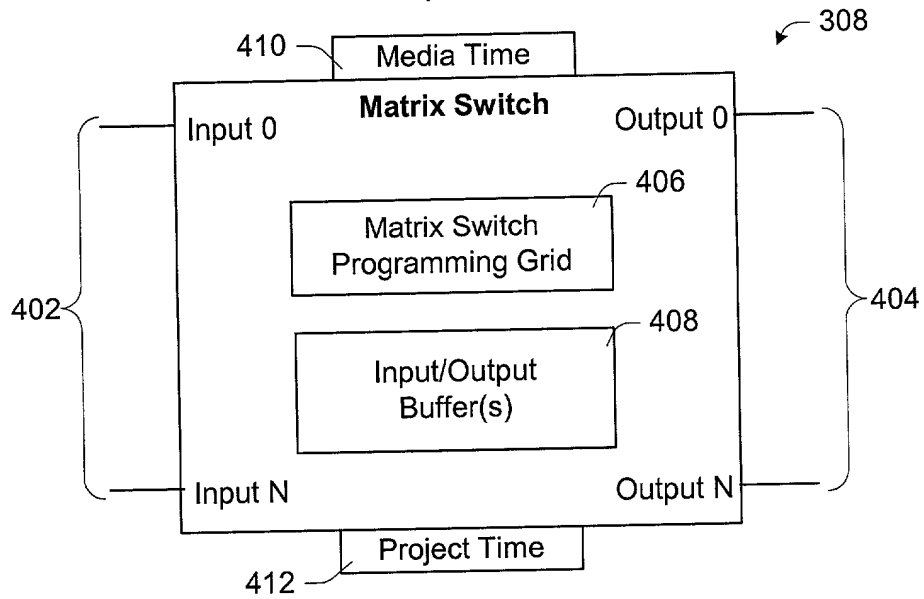 308
410
Media Time
Matrix Switch
Input 0
Output 0
406
Matrix Switch
Programming Grid
402
404
408
Input/Output
Buffer(s)
Input N
Output N
Project Time
412